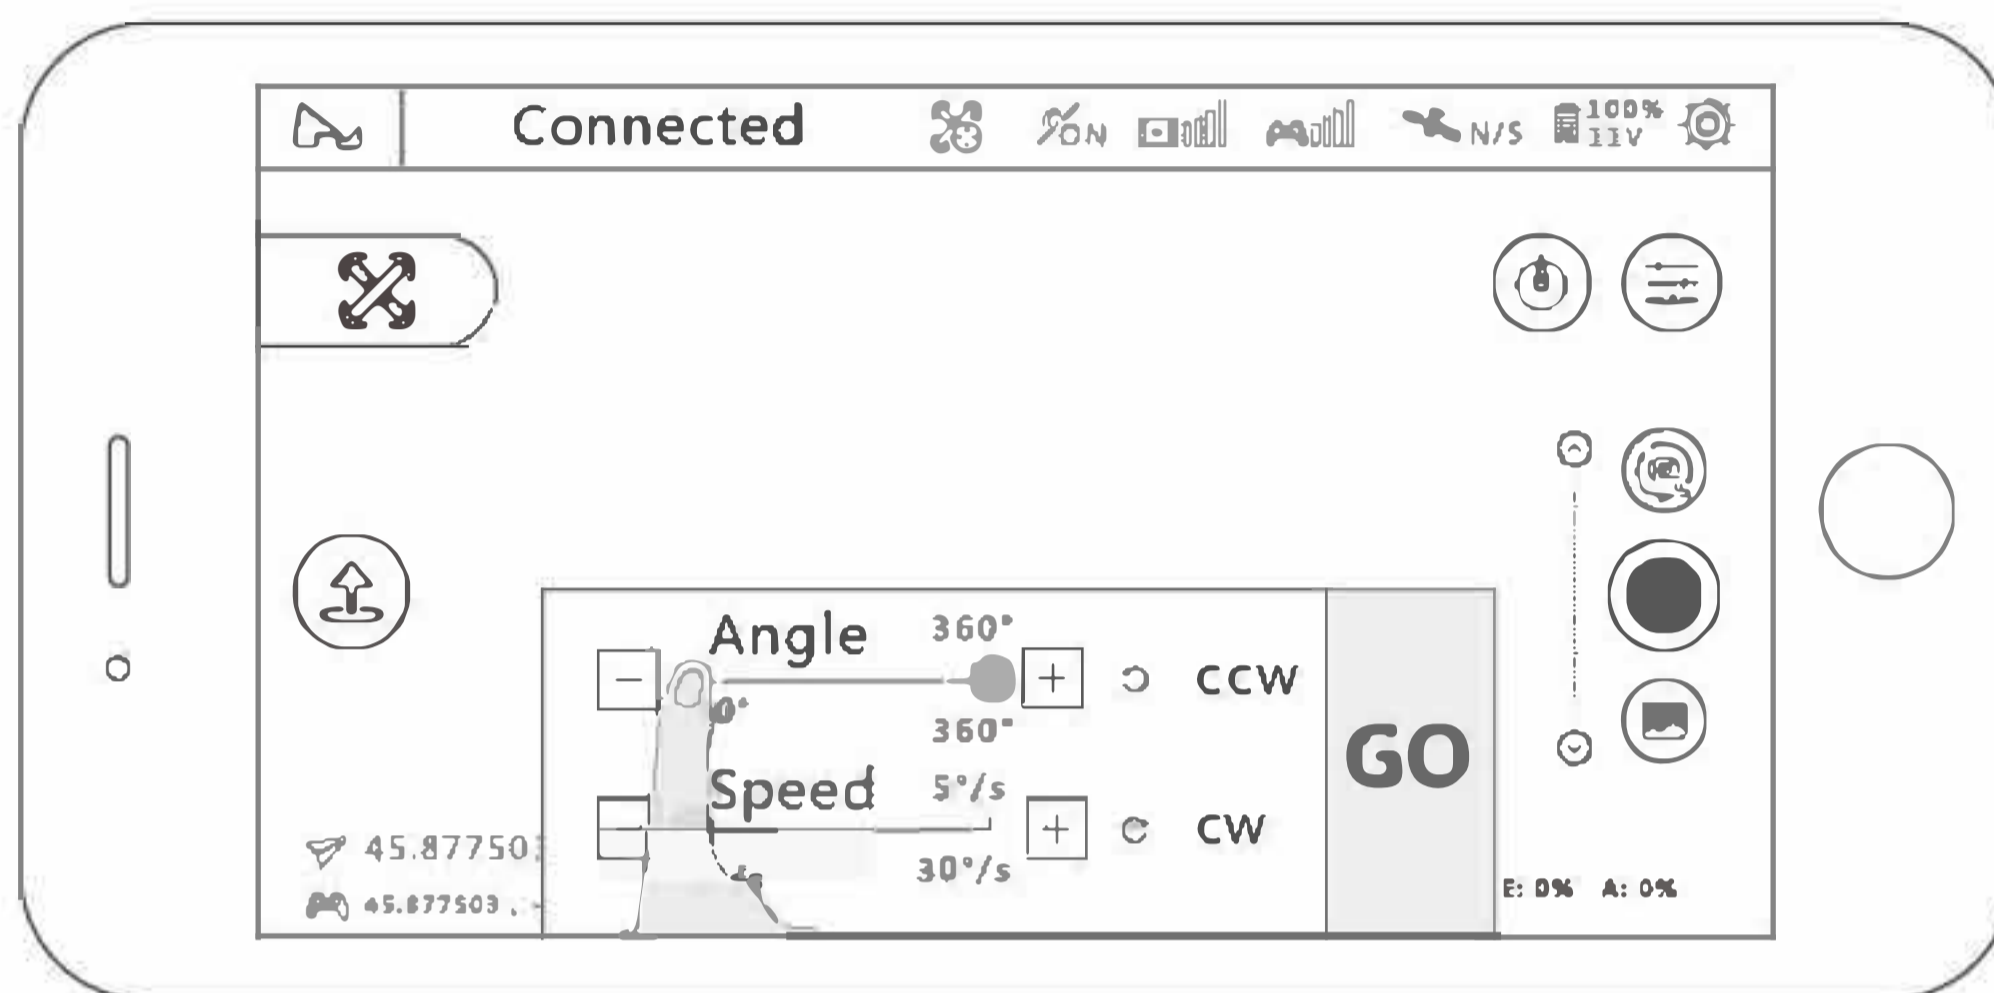 Connected
ON
N/S
100%
11V
Angle
360°
CCW
0°
360°
GO
Speed
5°/s
CW
30°/s
45.87750
45.877503
E: 0% A: 0%